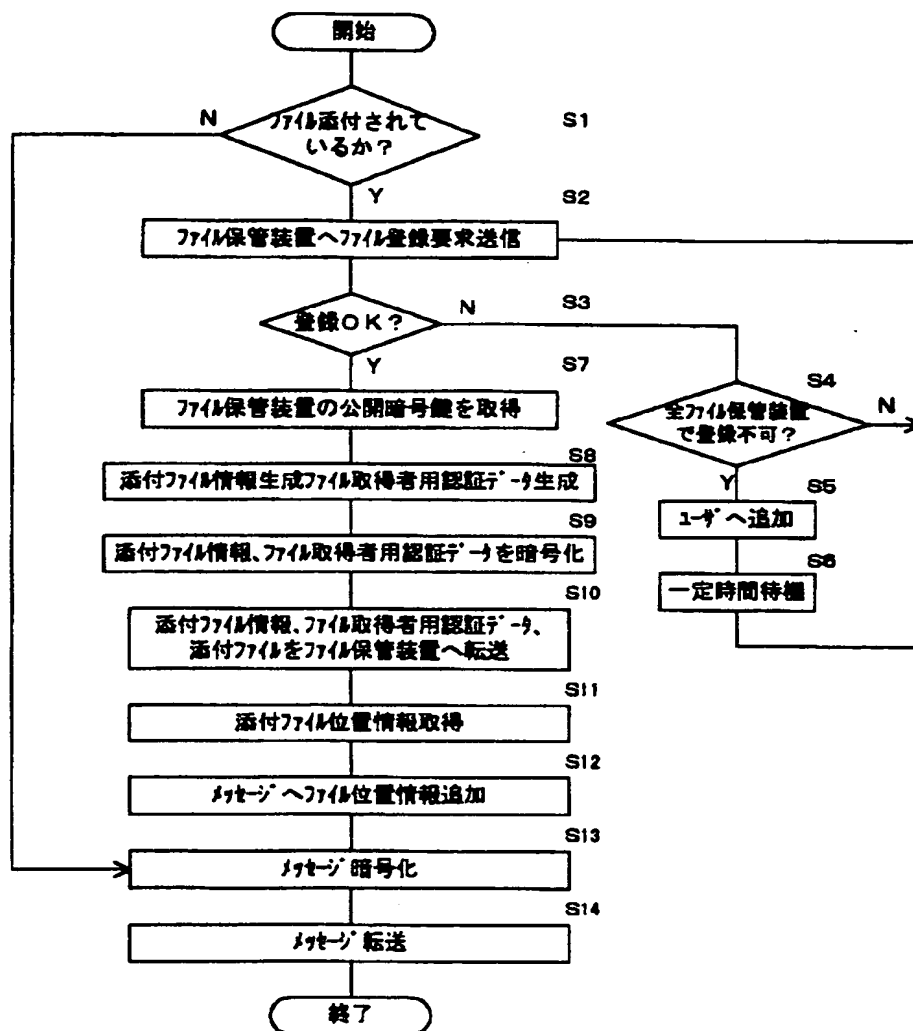 開始
N
ファイル添付されて
いるか?
S1
Y
S2
ファイル保管装置へファイル登録要求送信
登録OK?
N
S3
Y
S7
ファイル保管装置の公開暗号鍵を取得
S4
全ファイル保管装置
で登録不可?
N
Y
S5
ユーザへ追加
S6
一定時間待機
S8
添付ファイル情報生成ファイル取得者用認証データ生成
S9
添付ファイル情報、ファイル取得者用認証データを暗号化
S10
添付ファイル情報、ファイル取得者用認証データ、
添付ファイルをファイル保管装置へ転送
S11
添付ファイル位置情報取得
S12
メッセージへファイル位置情報追加
S13
メッセージ暗号化
S14
メッセージ転送
終了